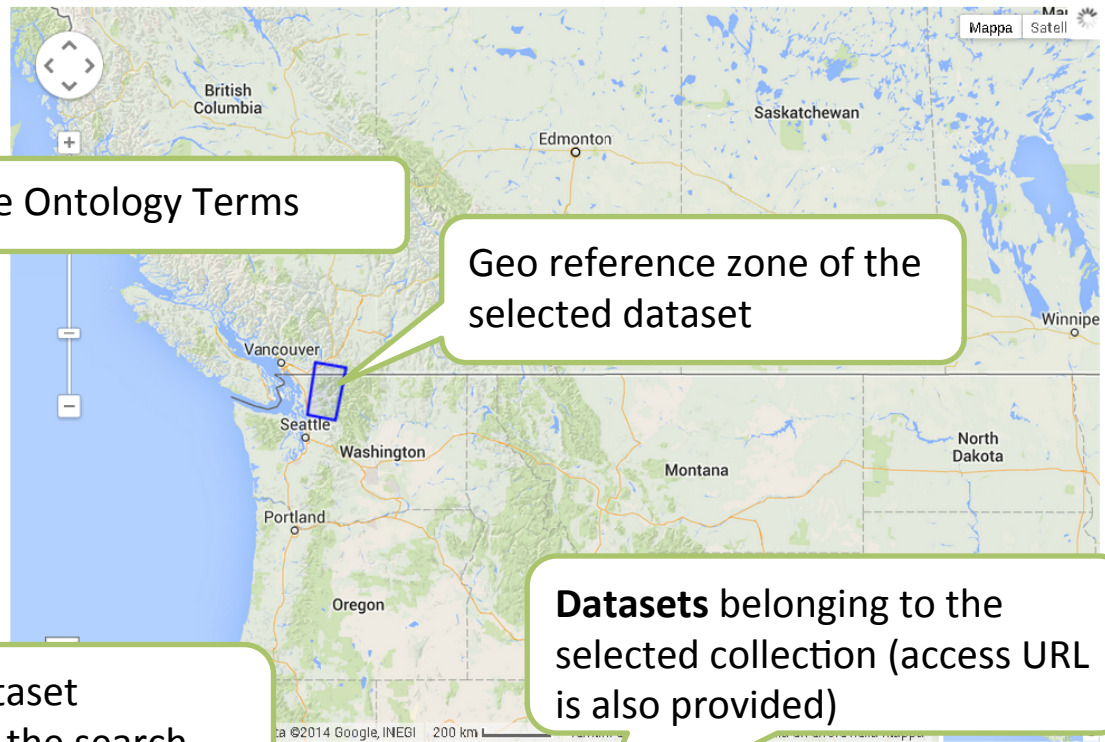 Mappa Satell
British
Columbia
Saskatchewan
Edmonton
+
e Ontology Terms
Geo reference zone of the
selected dataset
Winnipe
Vancouver
Seattle
Washington
North
Dakota
Montana
Portland
Oregon
Datasets belonging to the
selected collection (access URL
is also provided)
taset
the search
ta ©2014 Google, INEGI 200 km